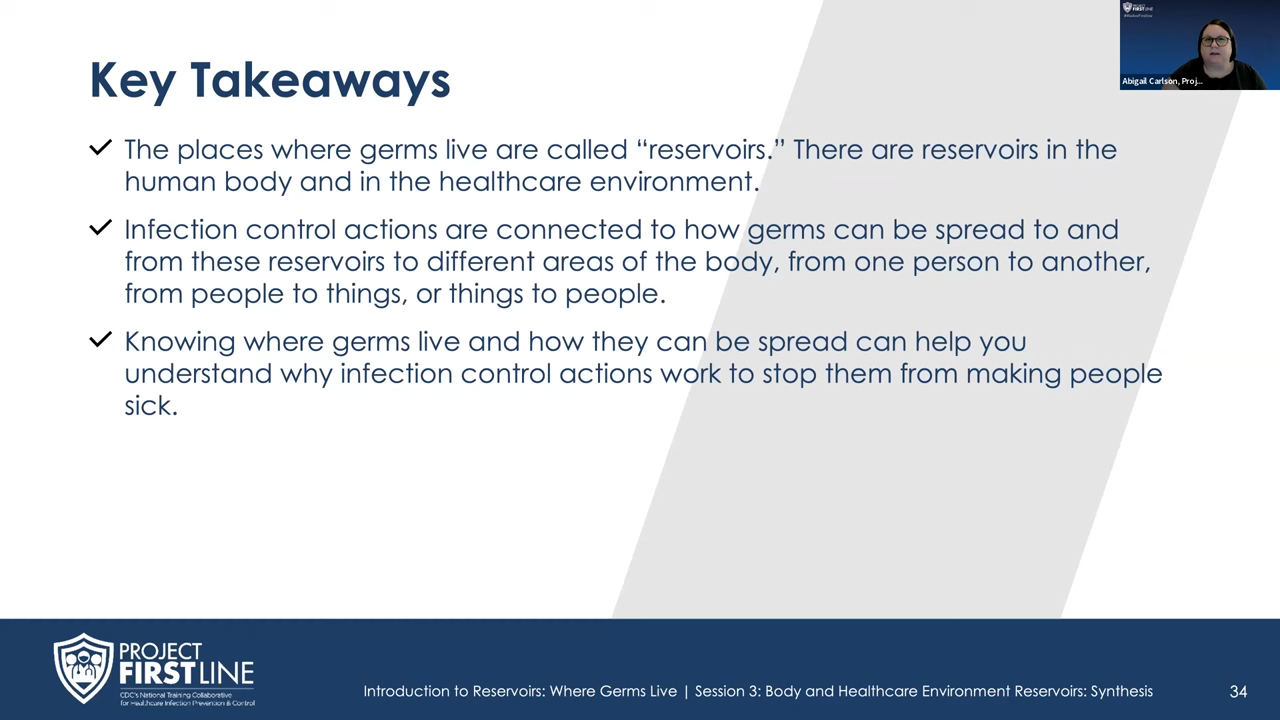 PROJECT
FIRSTLINE
Abigail Carlson, Proj...
Key Takeaways
The places where germs live are called “reservoirs.” There are reservoirs in the
human body and in the healthcare environment.
Infection control actions are connected to how germs can be spread to and
from these reservoirs to different areas of the body, from one person to another,
from people to things, or things to people.
Knowing where germs live and how they can be spread can help you
understand why infection control actions work to stop them from making people
sick.
PROJECT
FIRSTLINE
CDC's National Training Collaborative
for Healthcare Infection Prevention & Control
Introduction to Reservoirs: Where Germs Live | Session 3: Body and Healthcare Environment Reservoirs: Synthesis
34